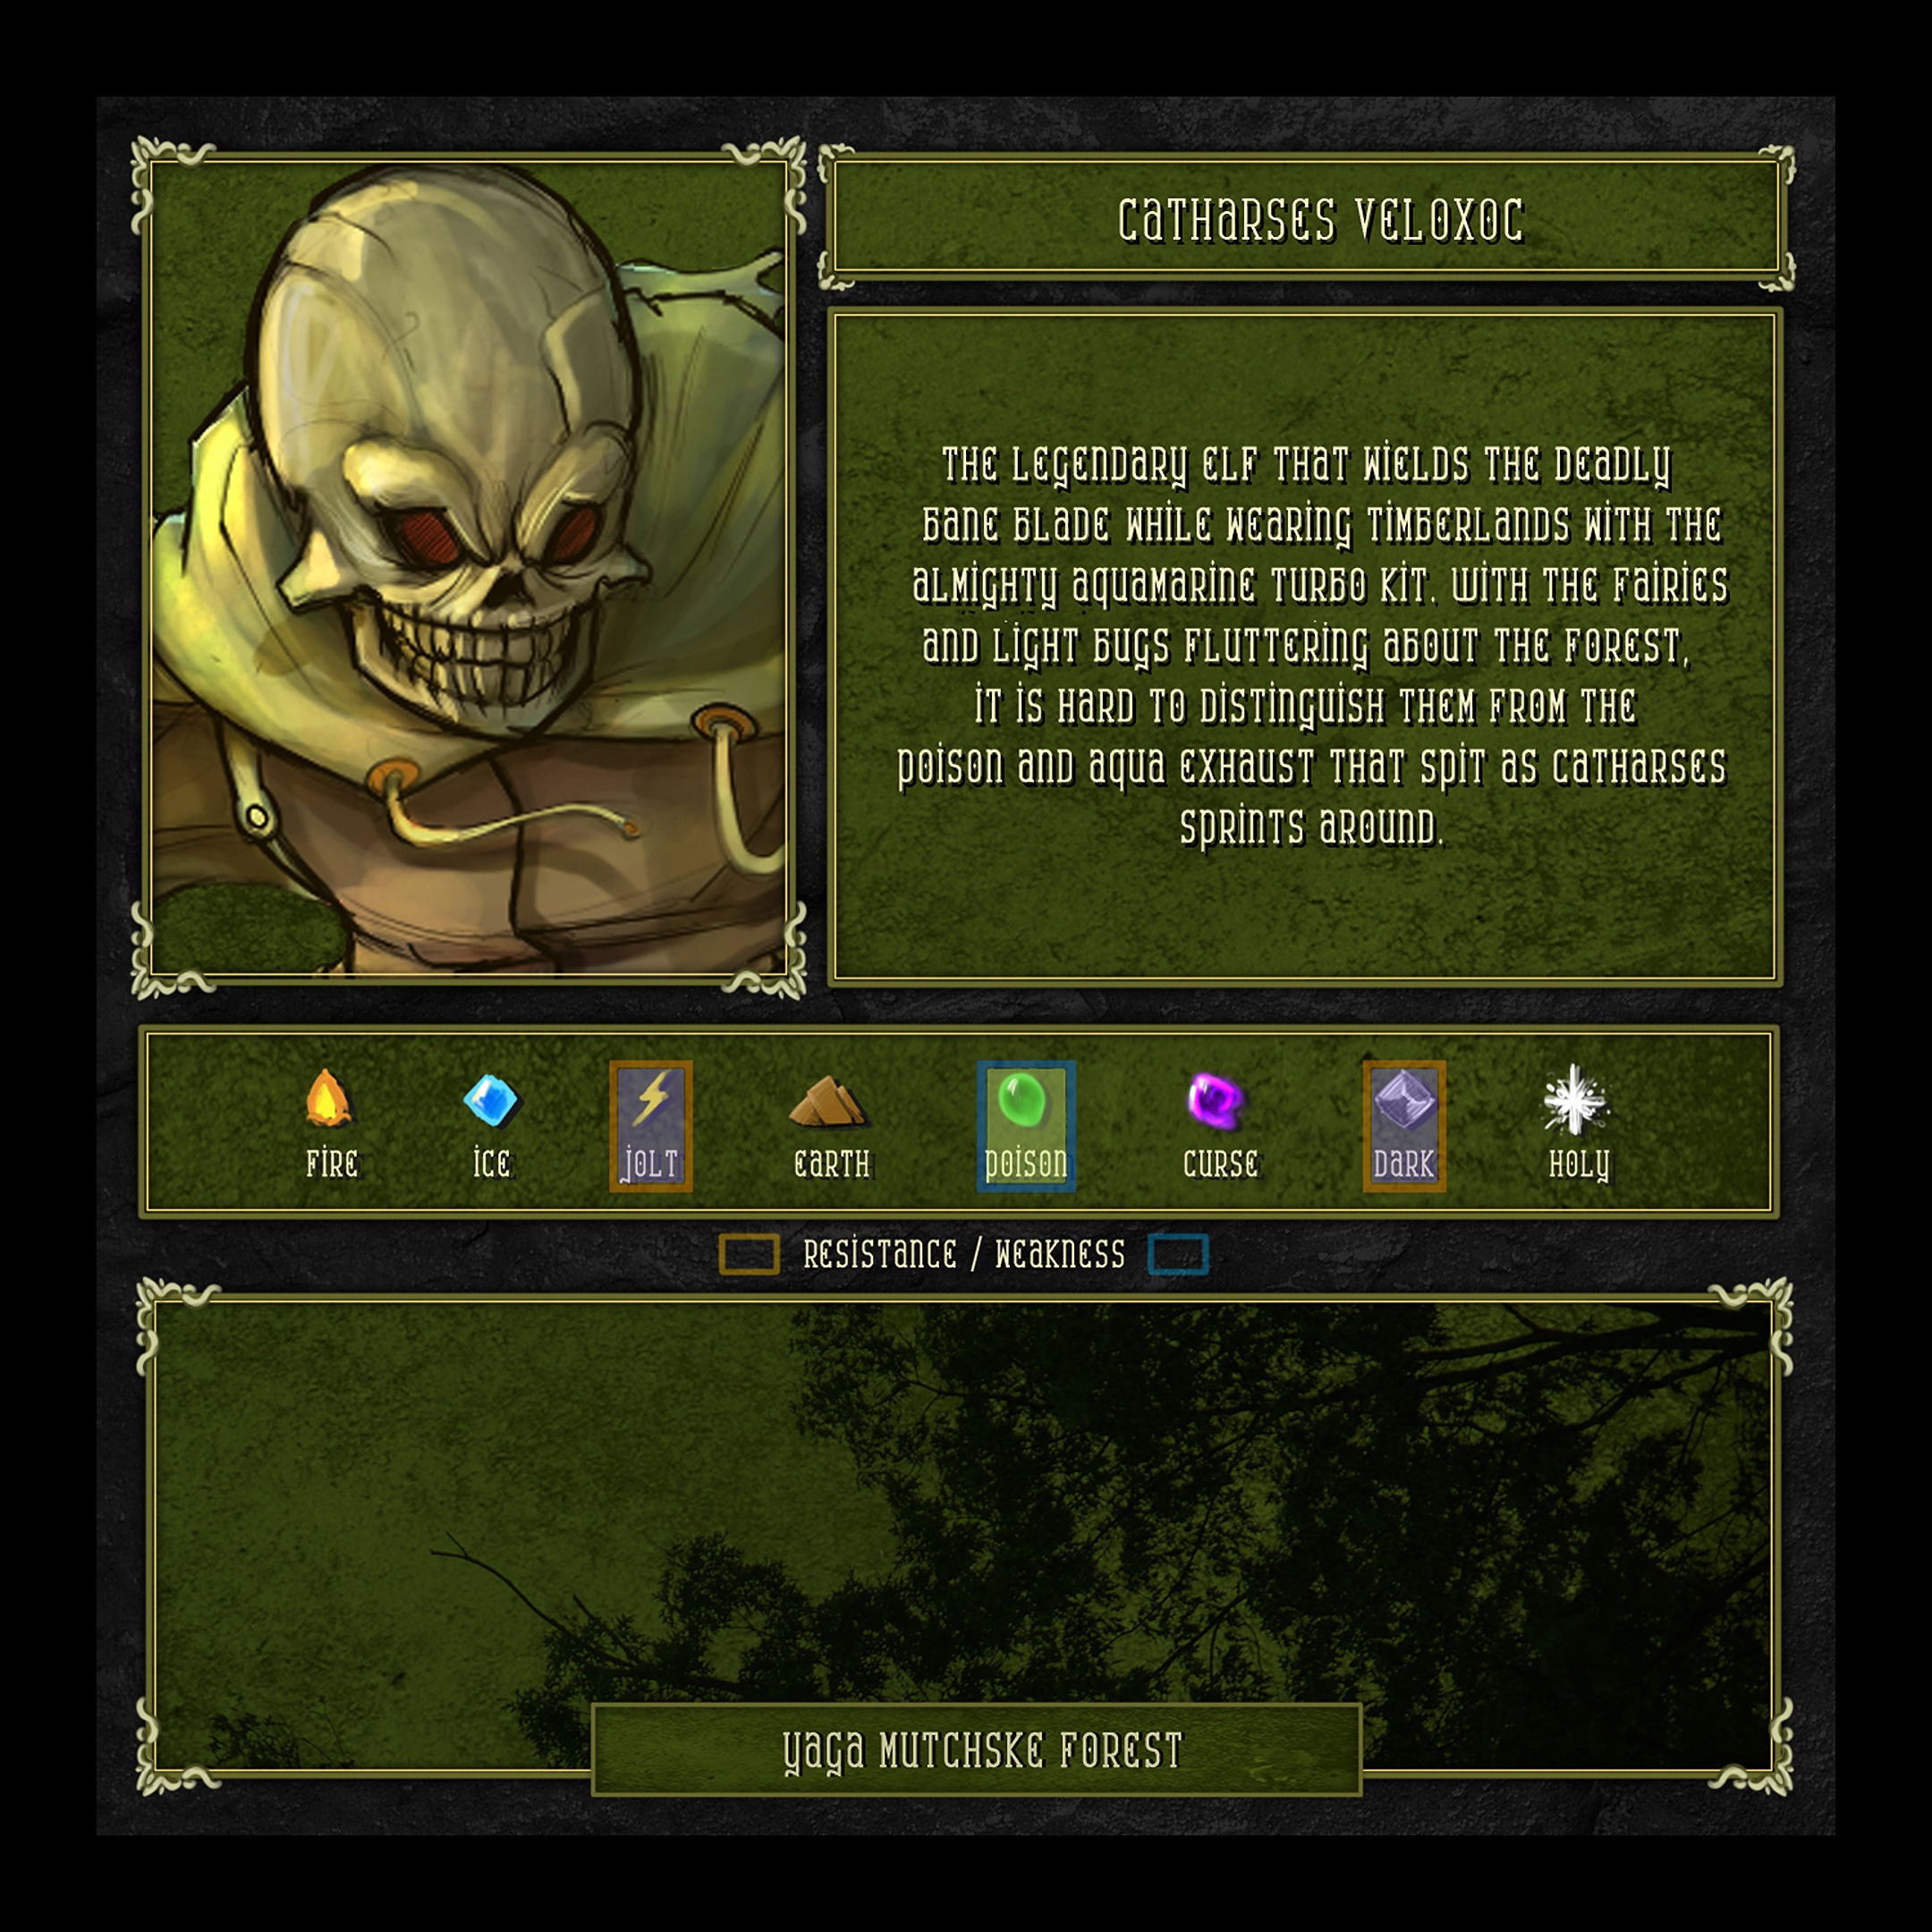 CATHARSES VELOXOC
THE LEGENDARY ELF THAT WIELDS THE DEADLY
BANE BLADE WHILE WEARING TIMBERLANDS WITH THE
ALMIGHTY AQUAMARINE TURBO KIT. WITH THE FAIRIES
AND LIGHT BUGS FLUTTERING ABOUT THE FOREST,
IT IS HARD TO DISTINGUISH THEM FROM THE
POISON AND AQUA EXHAUST THAT SPIT AS CATHARSES
SPRINTS AROUND.
FIRE ICE JOLT EARTH POISON CURSE DARK HOLY
RESISTANCE / WEAKNESS
YAGA MUTCHSKE FOREST